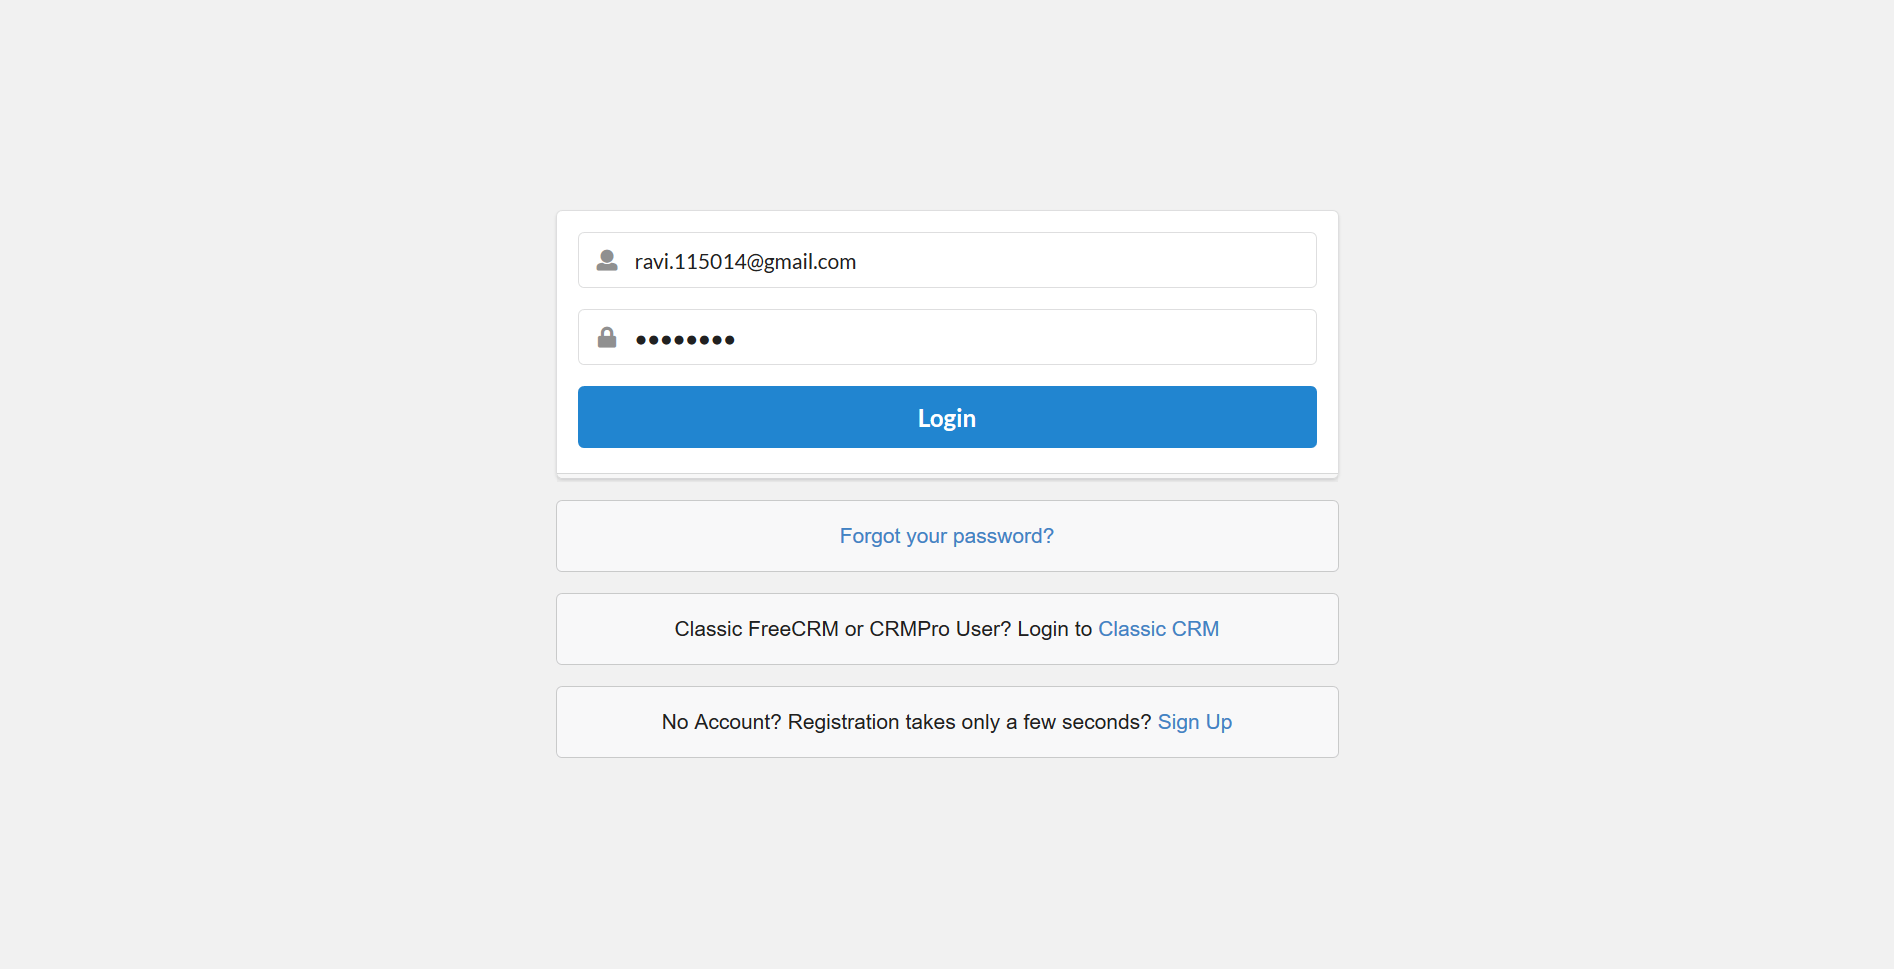 ravi.115014@gmail.com
••••••••
Login
Forgot your password?
Classic FreeCRM or CRMPro User? Login to Classic CRM
No Account? Registration takes only a few seconds? Sign Up